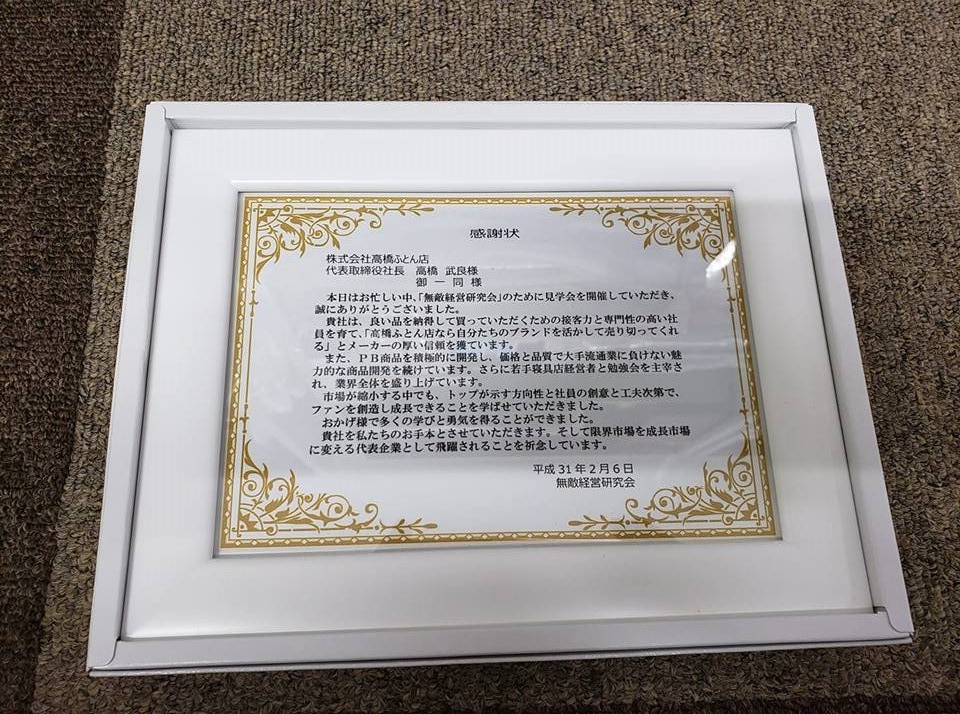 感謝状
株式会社高橋ふとん店
代表取締役社長　高橋　武良様
御一同様
本日はお忙しい中、「無敵経営研究会」のために見学会を開催していただき、
誠にありがとうございました。
貴社は、良い品を納得して買っていただくための接客力と専門性の高い社
員を育て、「高橋ふとん店なら自分たちのブランドを活かして売り切ってくれ
る」とメーカーの厚い信頼を獲ています。
また、ＰＢ商品を積極的に開発し、価格と品質で大手流通業に負けない魅
力的な商品開発を続けています。さらに若手寝具店経営者と勉強会を主宰さ
れ、業界全体を盛り上げています。
市場が縮小する中でも、トップが示す方向性と社員の創意と工夫次第で、
ファンを創造し成長できることを学ばせていただきました。
おかげ様で多くの学びと勇気を得ることができました。
貴社を私たちのお手本とさせていただきます。そして限界市場を成長市場
に変える代表企業として飛躍されることを祈念しています。
平成31年2月6日
無敵経営研究会